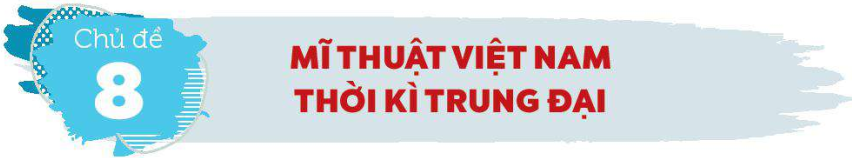 Chủ đề
8
MĨ THUẬT VIỆT NAM
THỜI KÌ TRUNG ĐẠI